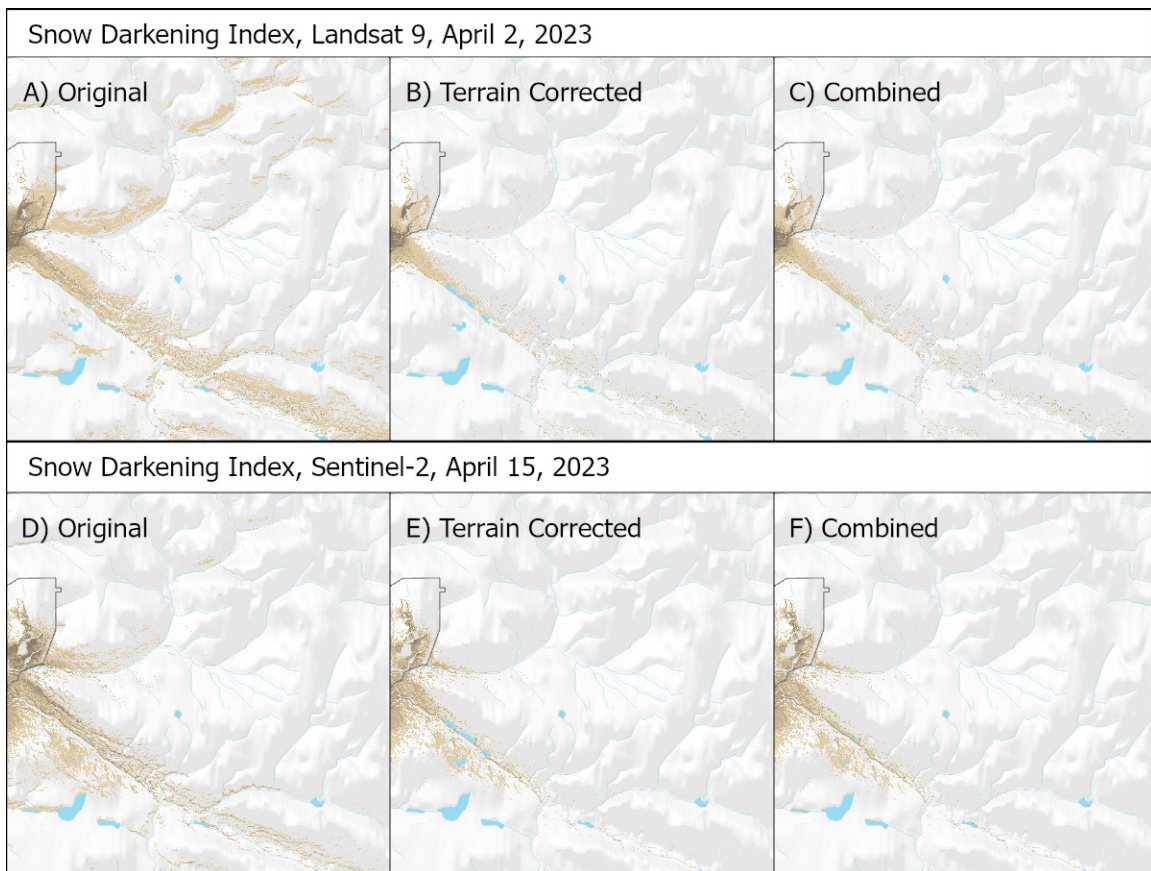 Snow Darkening Index, Landsat 9, April 2, 2023
A) Original
B) Terrain Corrected
C) Combined
Snow Darkening Index, Sentinel-2, April 15, 2023
D) Original
E) Terrain Corrected
F) Combined